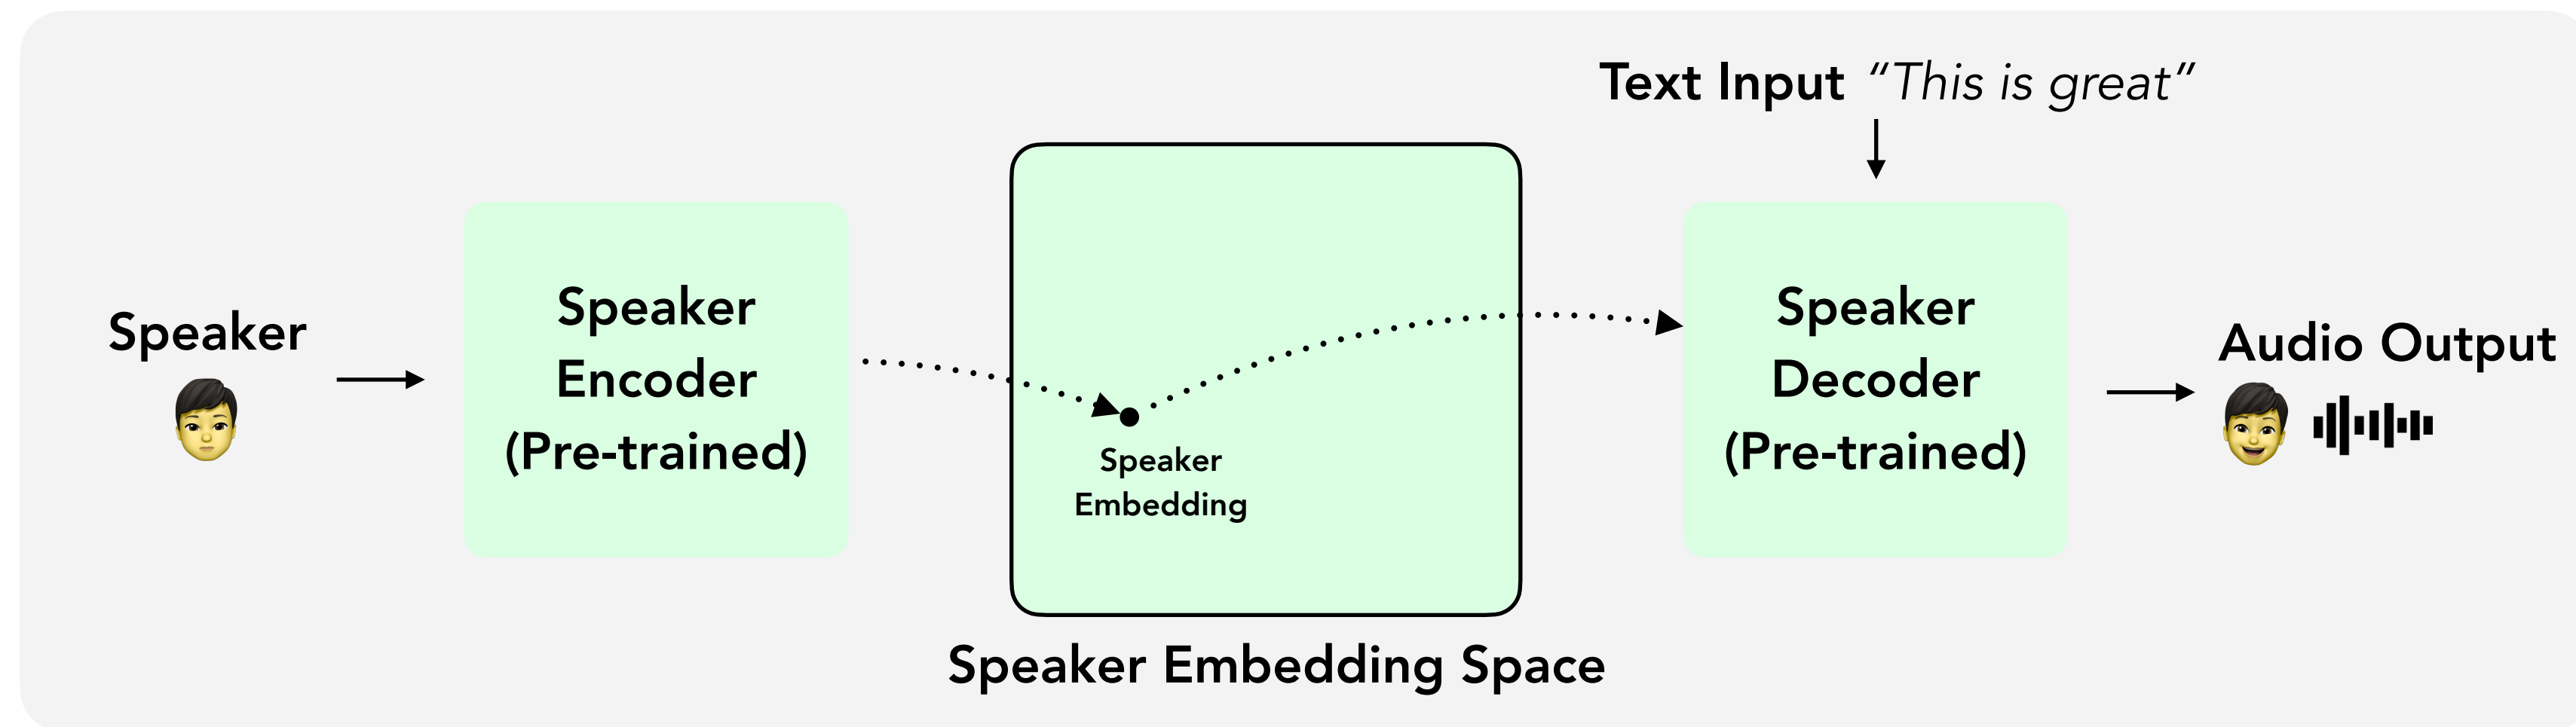 Text Input “This is great”
Speaker
Speaker
Encoder
(Pre-trained)
Speaker
Embedding
Speaker Embedding Space
Speaker
Decoder
(Pre-trained)
Audio Output